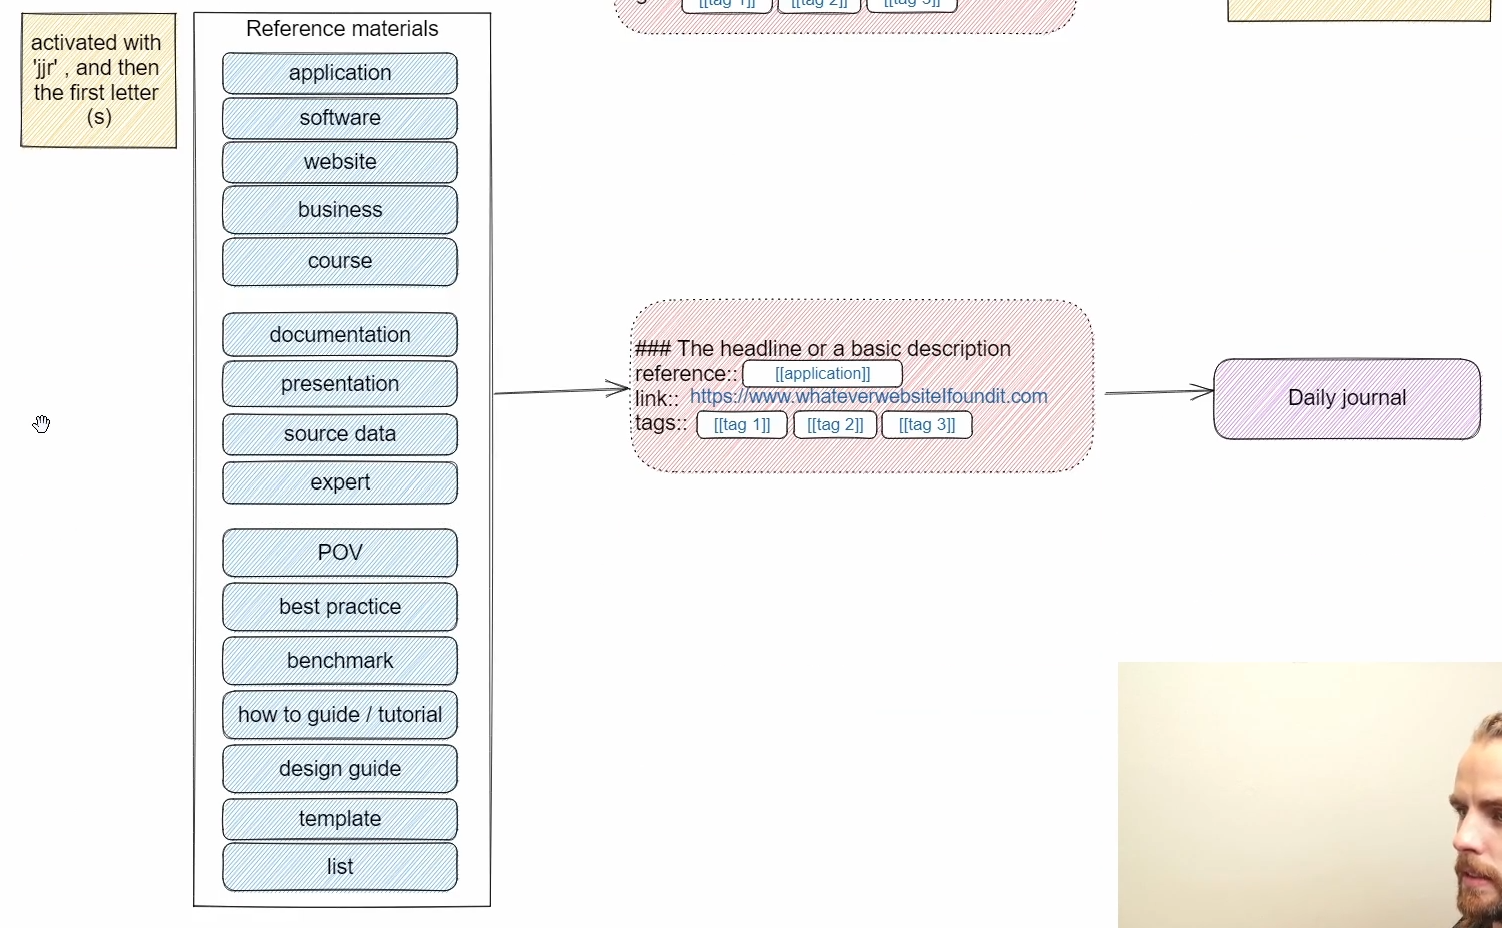 activated with
'jjr' , and then
the first letter
(s)
Reference materials
application
software
website
business
course
documentation
presentation
source data
expert
POV
best practice
benchmark
how to guide / tutorial
design guide
template
list
[[tag 1]] [[tag 2]] [[tag 3]]
### The headline or a basic description
reference:: [[application]]
link:: https://www.whateverwebsiteIfoundit.com
tags:: [[tag 1]] [[tag 2]] [[tag 3]]
Daily journal